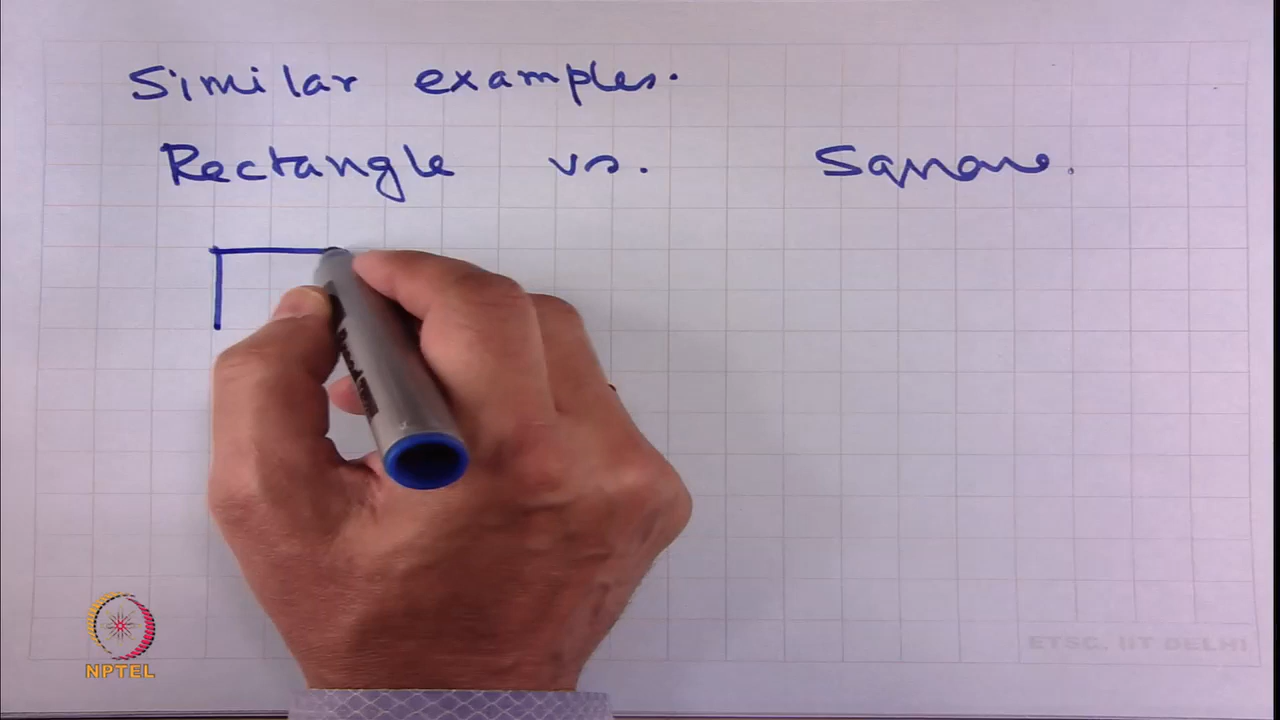 Similar examples.
Rectangle vs. Square.
NPTEL
ETSC, IIT DELHI